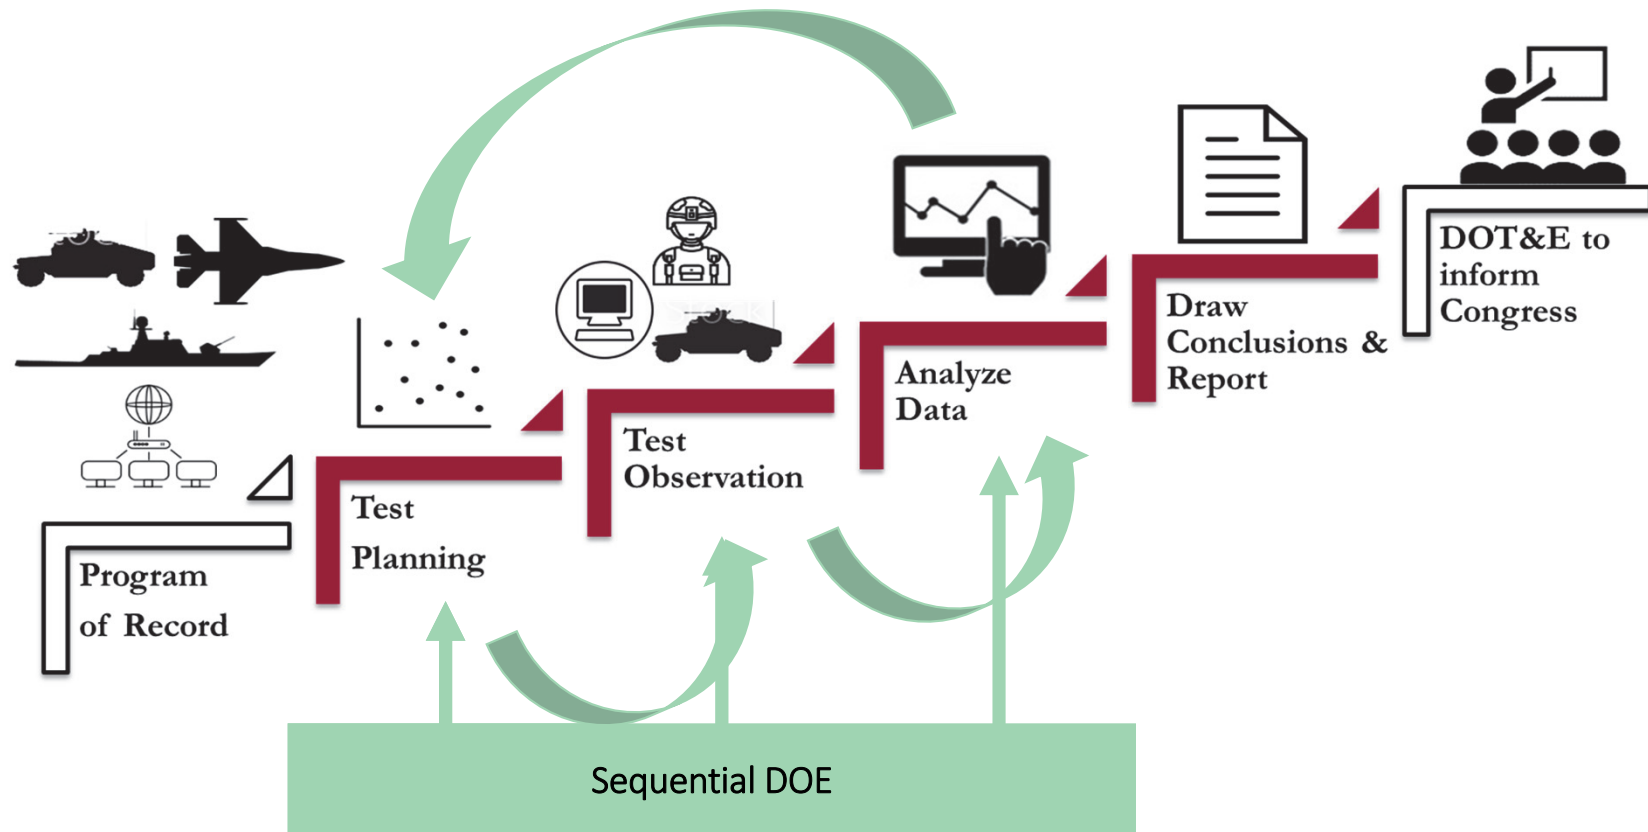 Program
of Record
Test
Planning
Test
Observation
Analyze
Data
Draw
Conclusions &
Report
DOT&E to
inform
Congress
Sequential DOE